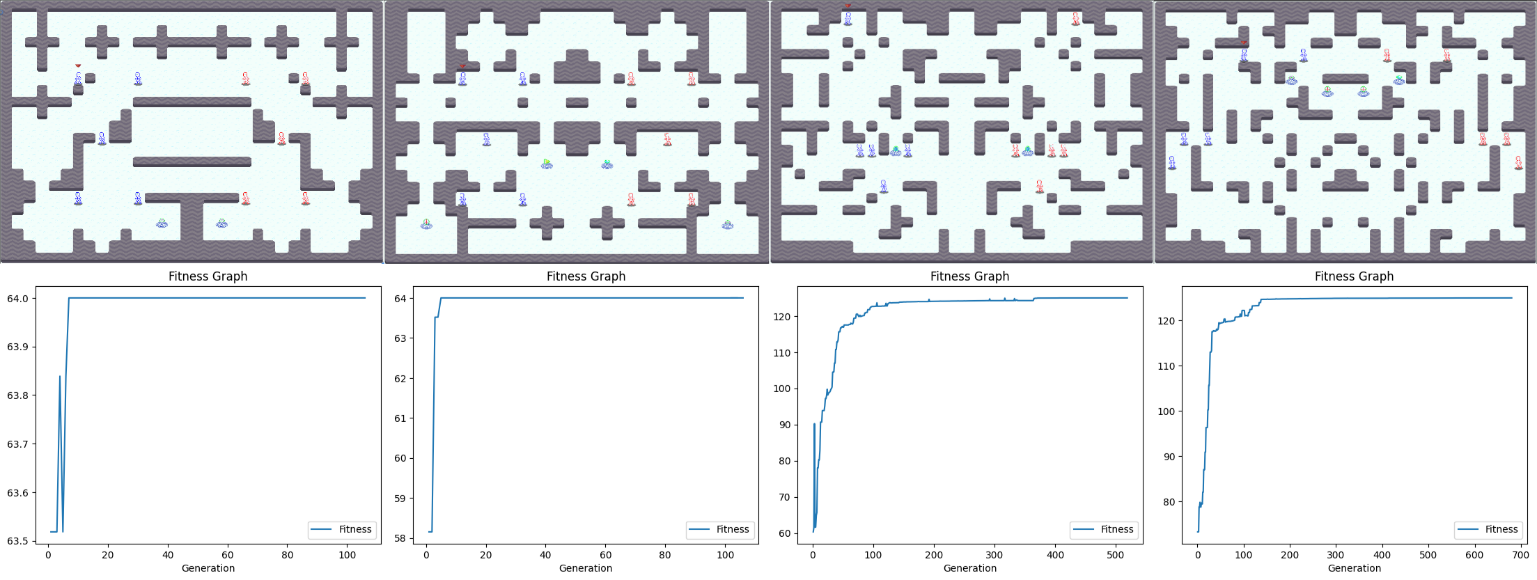 Fitness Graph
64.0
63.9
63.8
63.7
63.6
63.5
0 20 40 60 80 100
Generation
Fitness
Fitness Graph
64
63
62
61
60
59
58
0 20 40 60 80 100
Generation
Fitness
Fitness Graph
120
110
100
90
80
70
60
0 100 200 300 400 500
Generation
Fitness
Fitness Graph
120
110
100
90
80
0 100 200 300 400 500 600 700
Generation
Fitness